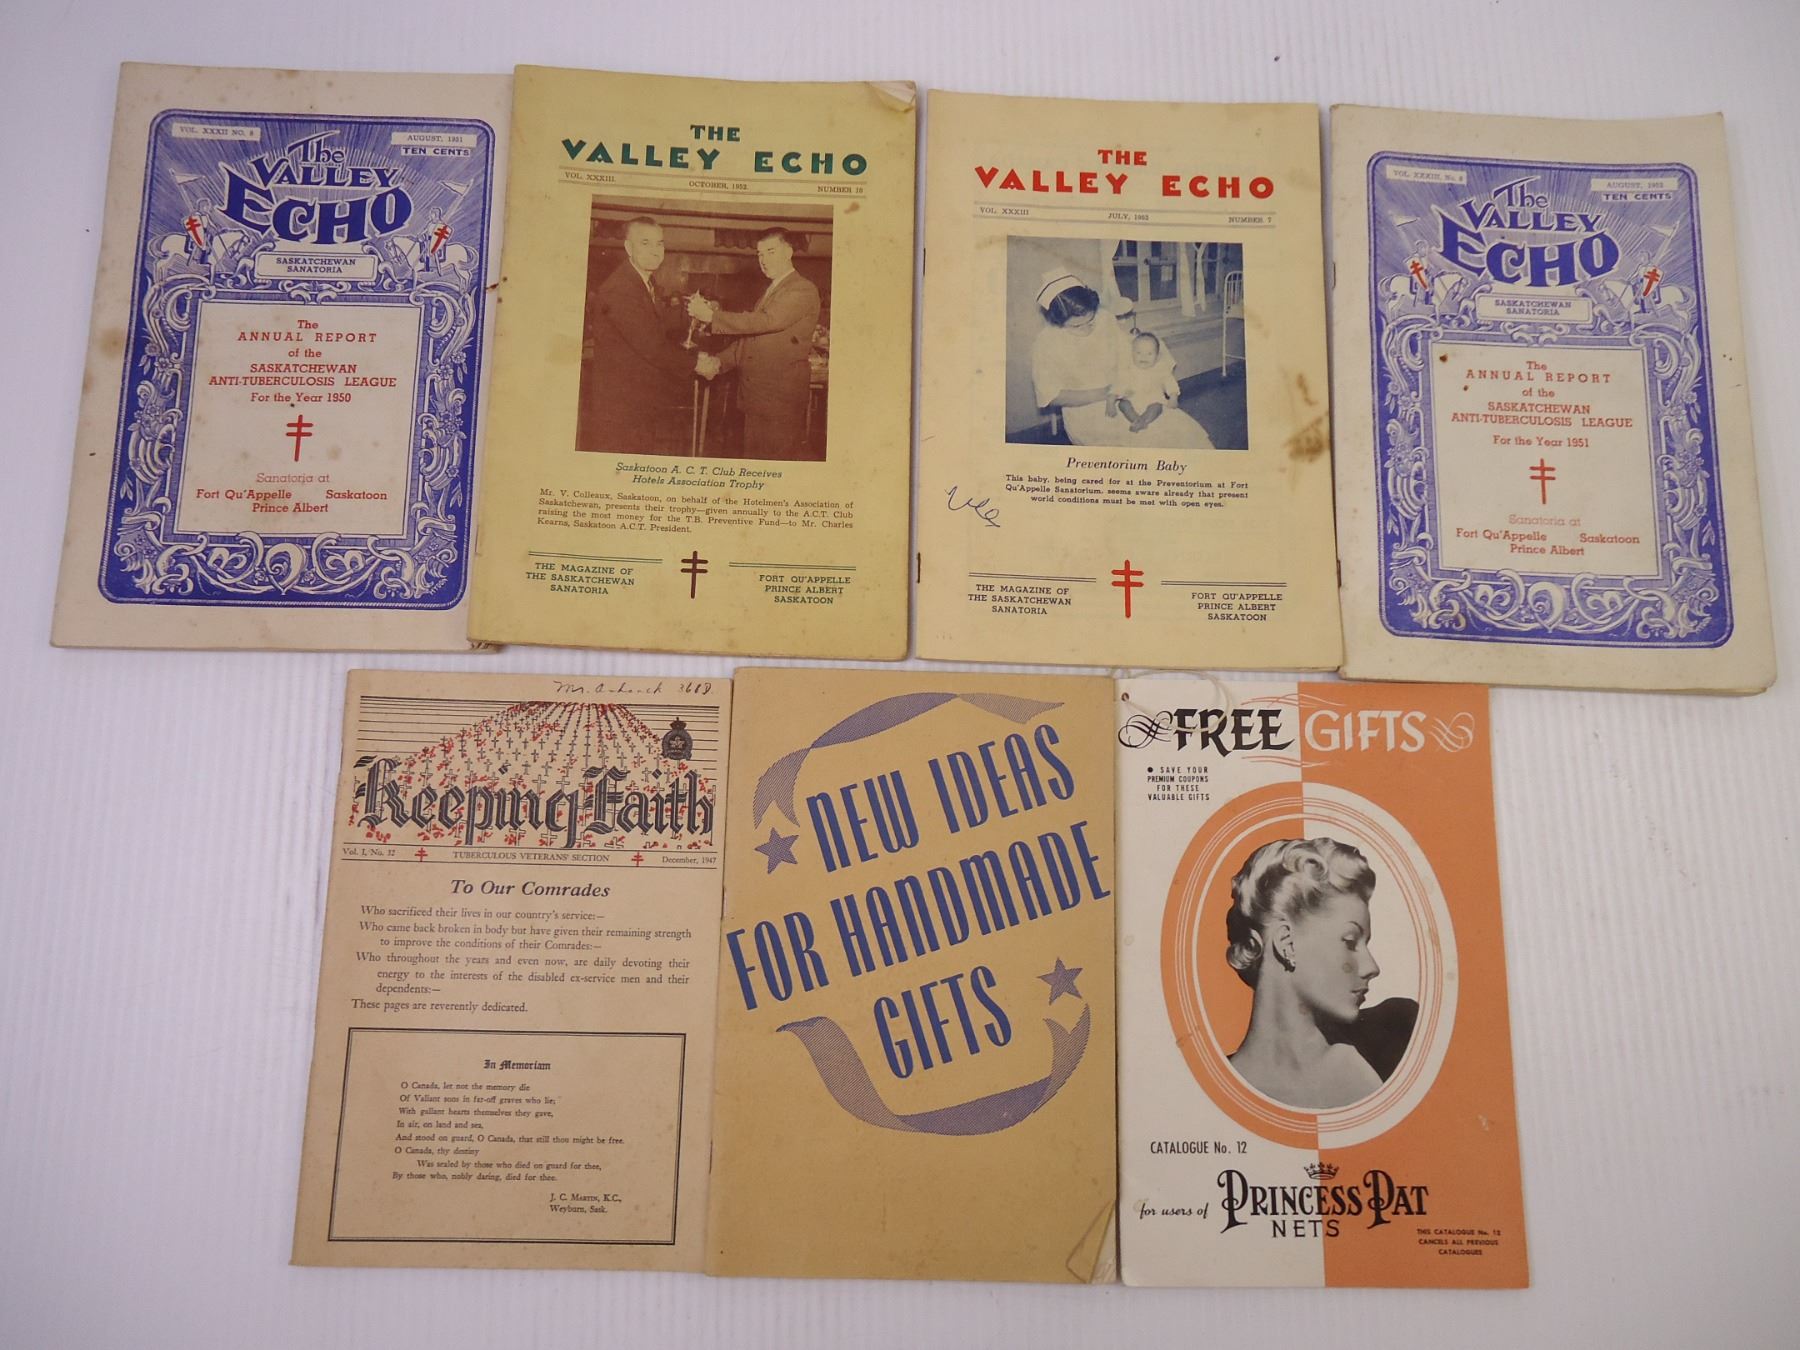 VOL. XXXII NO. 8
AUGUST, 1951
TEN CENTS
The
VALLEY
ECHO
SASKATCHEWAN
SANATORIA
The
ANNUAL REPORT
of the
SASKATCHEWAN
ANTI-TUBERCULOSIS LEAGUE
For the Year 1950
Sanatoria at
Fort Qu'Appelle Saskatoon
Prince Albert
THE
VALLEY ECHO
VOL. XXXIII. OCTOBER, 1952. NUMBER 10
Saskatoon A. C. T. Club Receives
Hotels Association Trophy
Mr. V. Colleaux, Saskatoon, on behalf of the Hotelmen's Association of
Saskatchewan, presents their trophy—given annually to the A.C.T. Club
raising the most money for the T.B. Preventive Fund—to Mr. Charles
Kearns, Saskatoon A.C.T. President.
THE MAGAZINE OF
THE SASKATCHEWAN
SANATORIA
FORT QU'APPELLE
PRINCE ALBERT
SASKATOON
THE
VALLEY ECHO
VOL. XXXIII JULY, 1952 NUMBER 7
Preventorium Baby
This baby, being cared for at the Preventorium at Fort
Qu'Appelle Sanatorium, seems aware already that present
world conditions must be met with open eyes.
THE MAGAZINE OF
THE SASKATCHEWAN
SANATORIA
FORT QU'APPELLE
PRINCE ALBERT
SASKATOON
VOL. XXXIII, No. 8
AUGUST, 1952
TEN CENTS
The
VALLEY
ECHO
SASKATCHEWAN
SANATORIA
The
ANNUAL REPORT
of the
SASKATCHEWAN
ANTI-TUBERCULOSIS LEAGUE
For the Year 1951
Sanatoria at
Fort Qu'Appelle Saskatoon
Prince Albert
Mr. 3618
Keeping Faith
Vol. I, No. 12 TUBERCULOUS VETERANS' SECTION December, 1947
To Our Comrades
Who sacrificed their lives in our country's service:—
Who came back broken in body but have given their remaining strength
to improve the conditions of their Comrades:—
Who throughout the years and even now, are daily devoting their
energy to the interests of the disabled ex-service men and their
dependents:—
These pages are reverently dedicated.
In Memoriam
O Canada, let not the memory die
Of Valiant sons in far-off graves who lie;
With gallant hearts themselves they gave,
In air, on land and sea,
And stood on guard, O Canada, that still thou might be free.
O Canada, thy destiny
Was sealed by those who died on guard for thee,
By those who, nobly daring, died for thee.
J. C. MARTIN, K.C.,
Weyburn, Sask.
NEW IDEAS
FOR HANDMADE
GIFTS
FREE GIFTS
• SAVE YOUR
PREMIUM COUPONS
FOR THESE
VALUABLE GIFTS
CATALOGUE No. 12
for users of PRINCESS PAT
NETS
THIS CATALOGUE No. 12
CANCELS ALL PREVIOUS
CATALOGUES